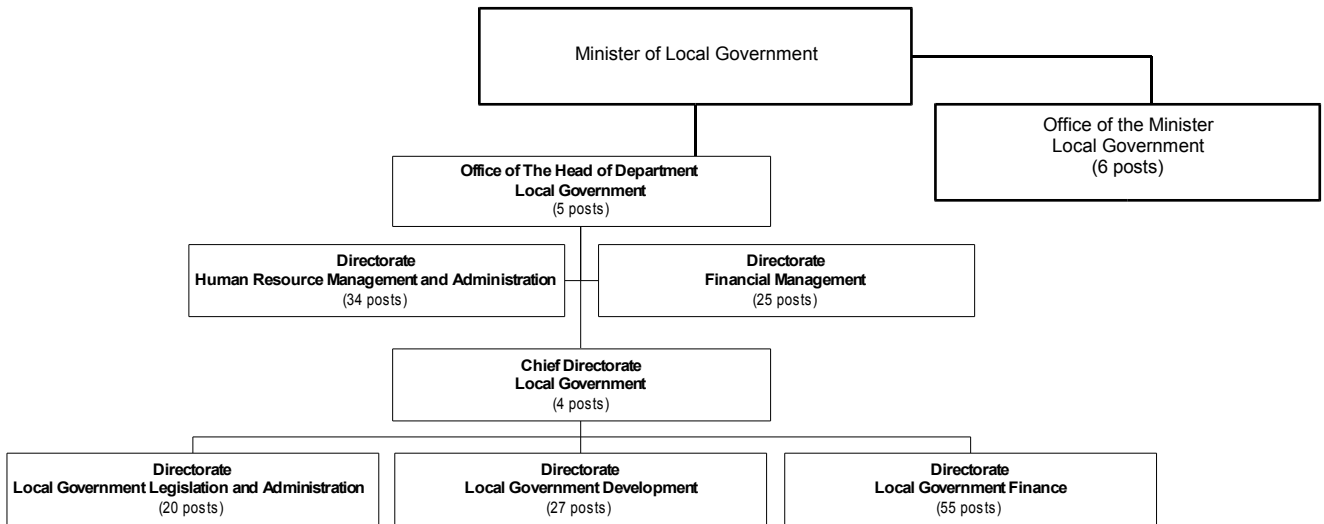 Minister of Local Government
Office of the Minister
Local Government
(6 posts)
Office of The Head of Department
Local Government
(5 posts)
Directorate
Human Resource Management and Administration
(34 posts)
Directorate
Financial Management
(25 posts)
Chief Directorate
Local Government
(4 posts)
Directorate
Local Government Legislation and Administration
(20 posts)
Directorate
Local Government Development
(27 posts)
Directorate
Local Government Finance
(55 posts)